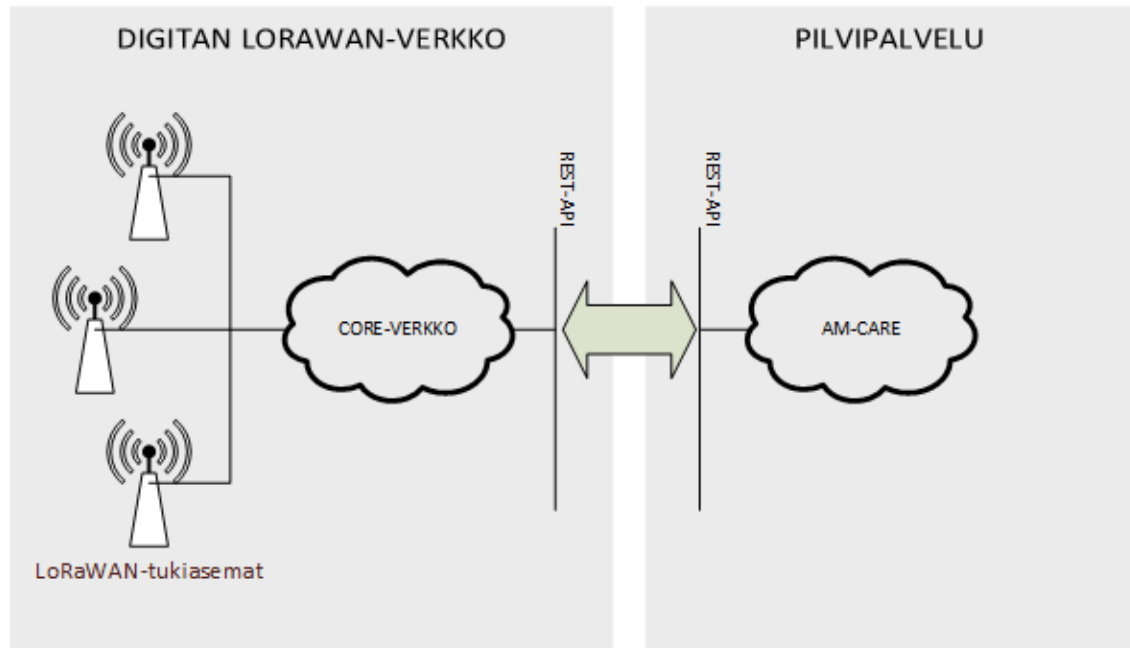 DIGITAN LORAWAN-VERKKO
PILVIPALVELU
REST-API
REST-API
CORE-VERKKO
AM-CARE
LoRaWAN-tukiasemat